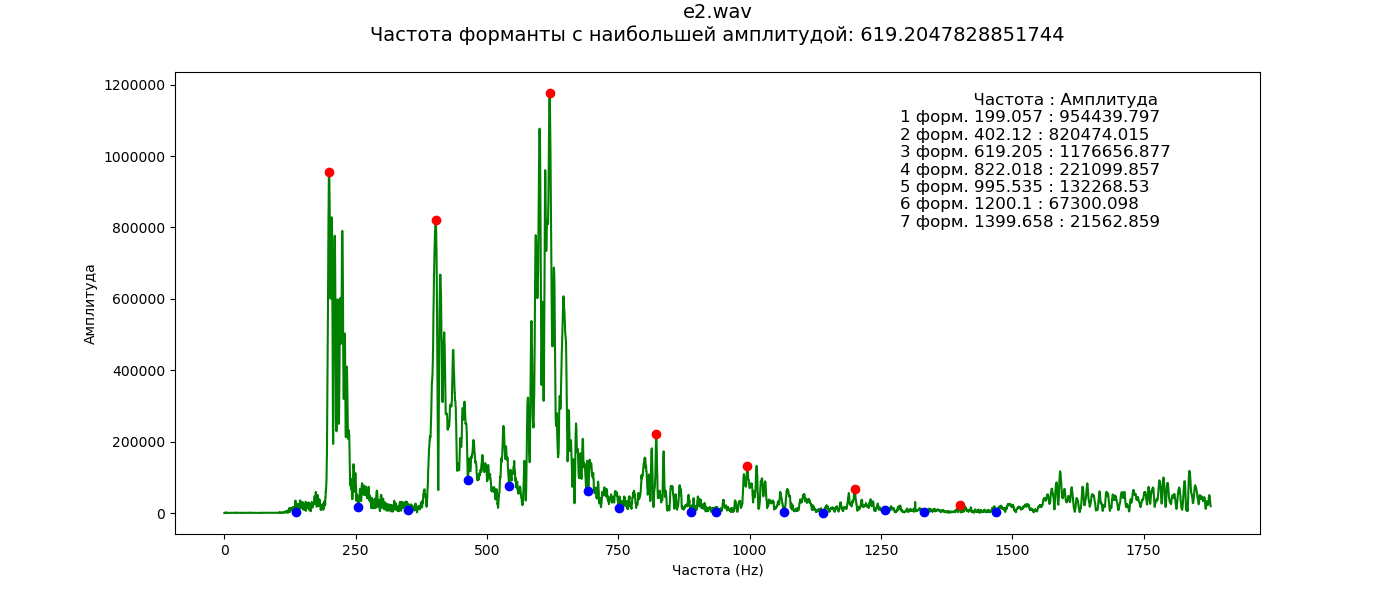 e2.wav
Частота форманты с наибольшей амплитудой: 619.2047828851744
Частота : Амплитуда
1 форм. 199.057 : 954439.797
2 форм. 402.12 : 820474.015
3 форм. 619.205 : 1176656.877
4 форм. 822.018 : 221099.857
5 форм. 995.535 : 132268.53
6 форм. 1200.1 : 67300.098
7 форм. 1399.658 : 21562.859
Амплитуда
1200000
1000000
800000
600000
400000
200000
0
0 250 500 750 1000 1250 1500 1750
Частота (Hz)